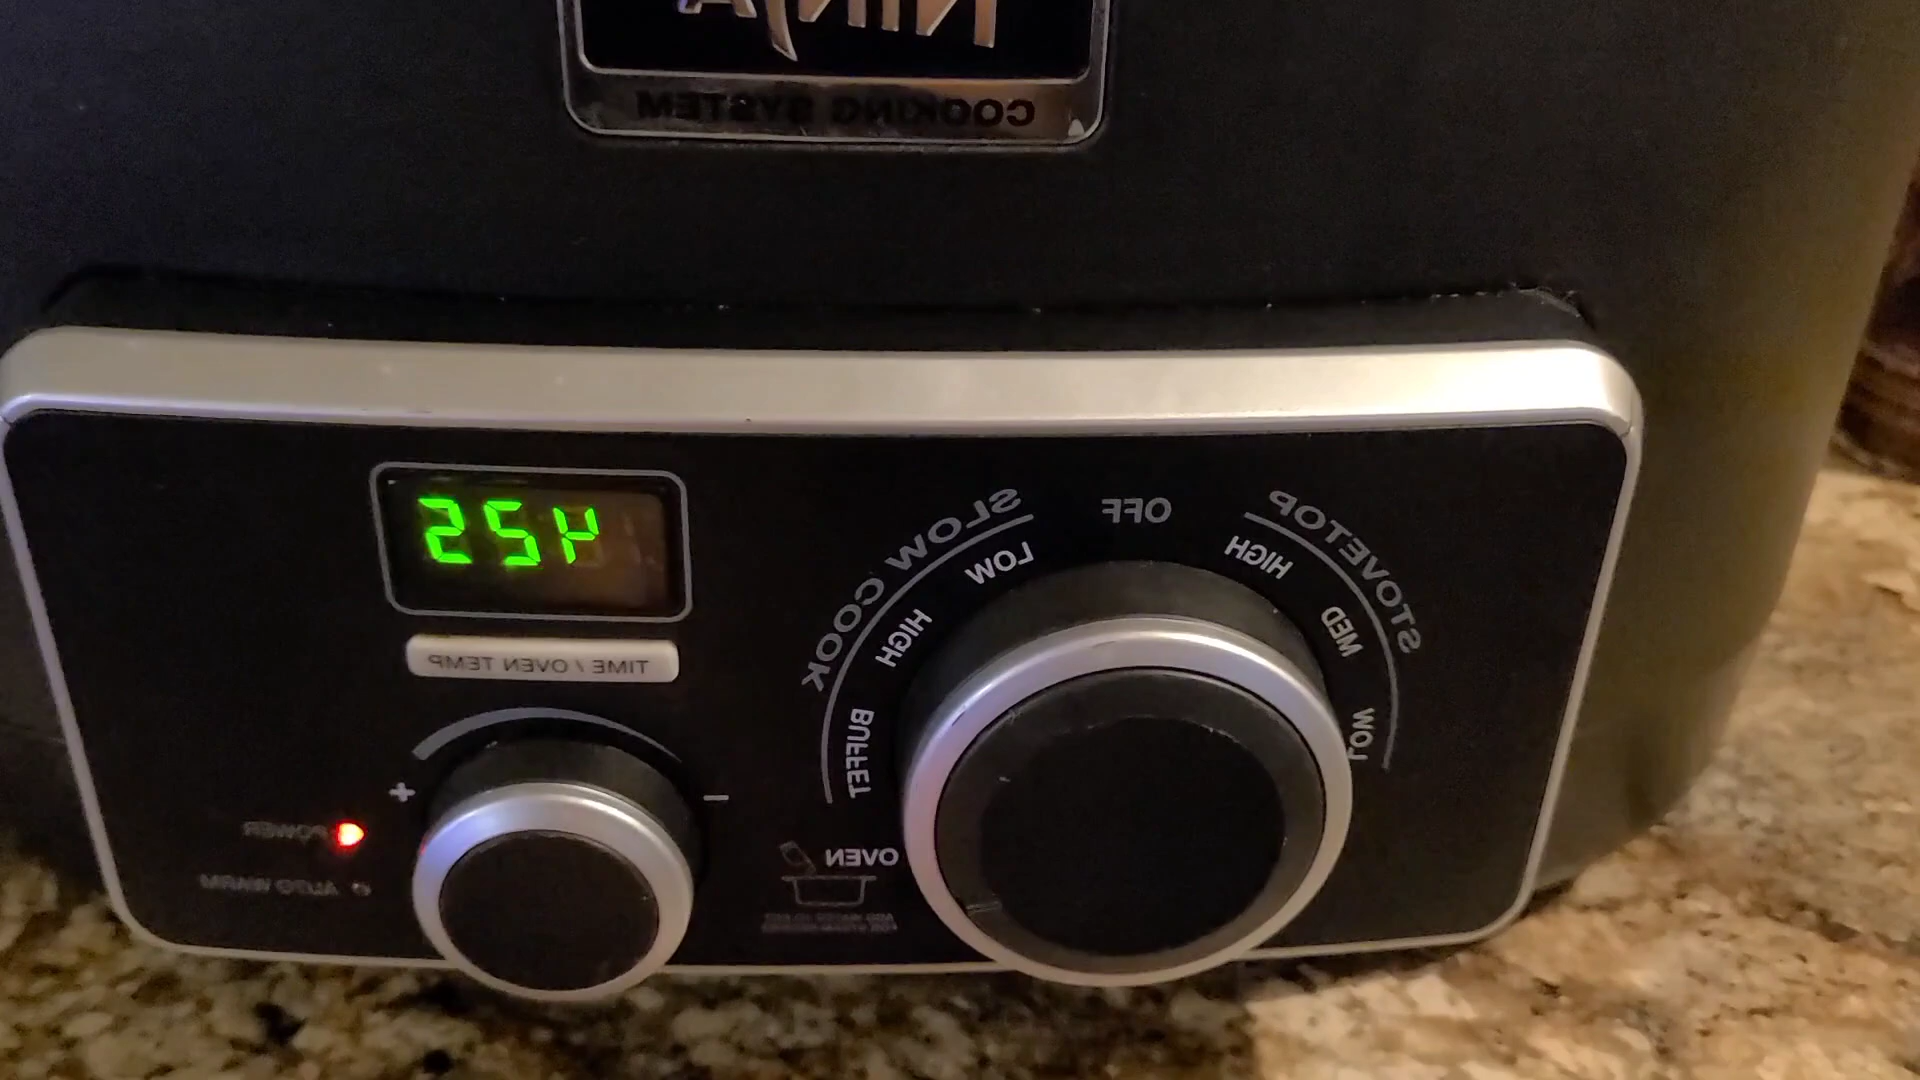 NINJA
COOKING SYSTEM
STOVETOP
HIGH
MED
LOW
OFF
SLOW COOK
LOW
HIGH
BUFFET
OVEN
425
TIME / OVEN TEMP
−
+
POWER
AUTO WARM